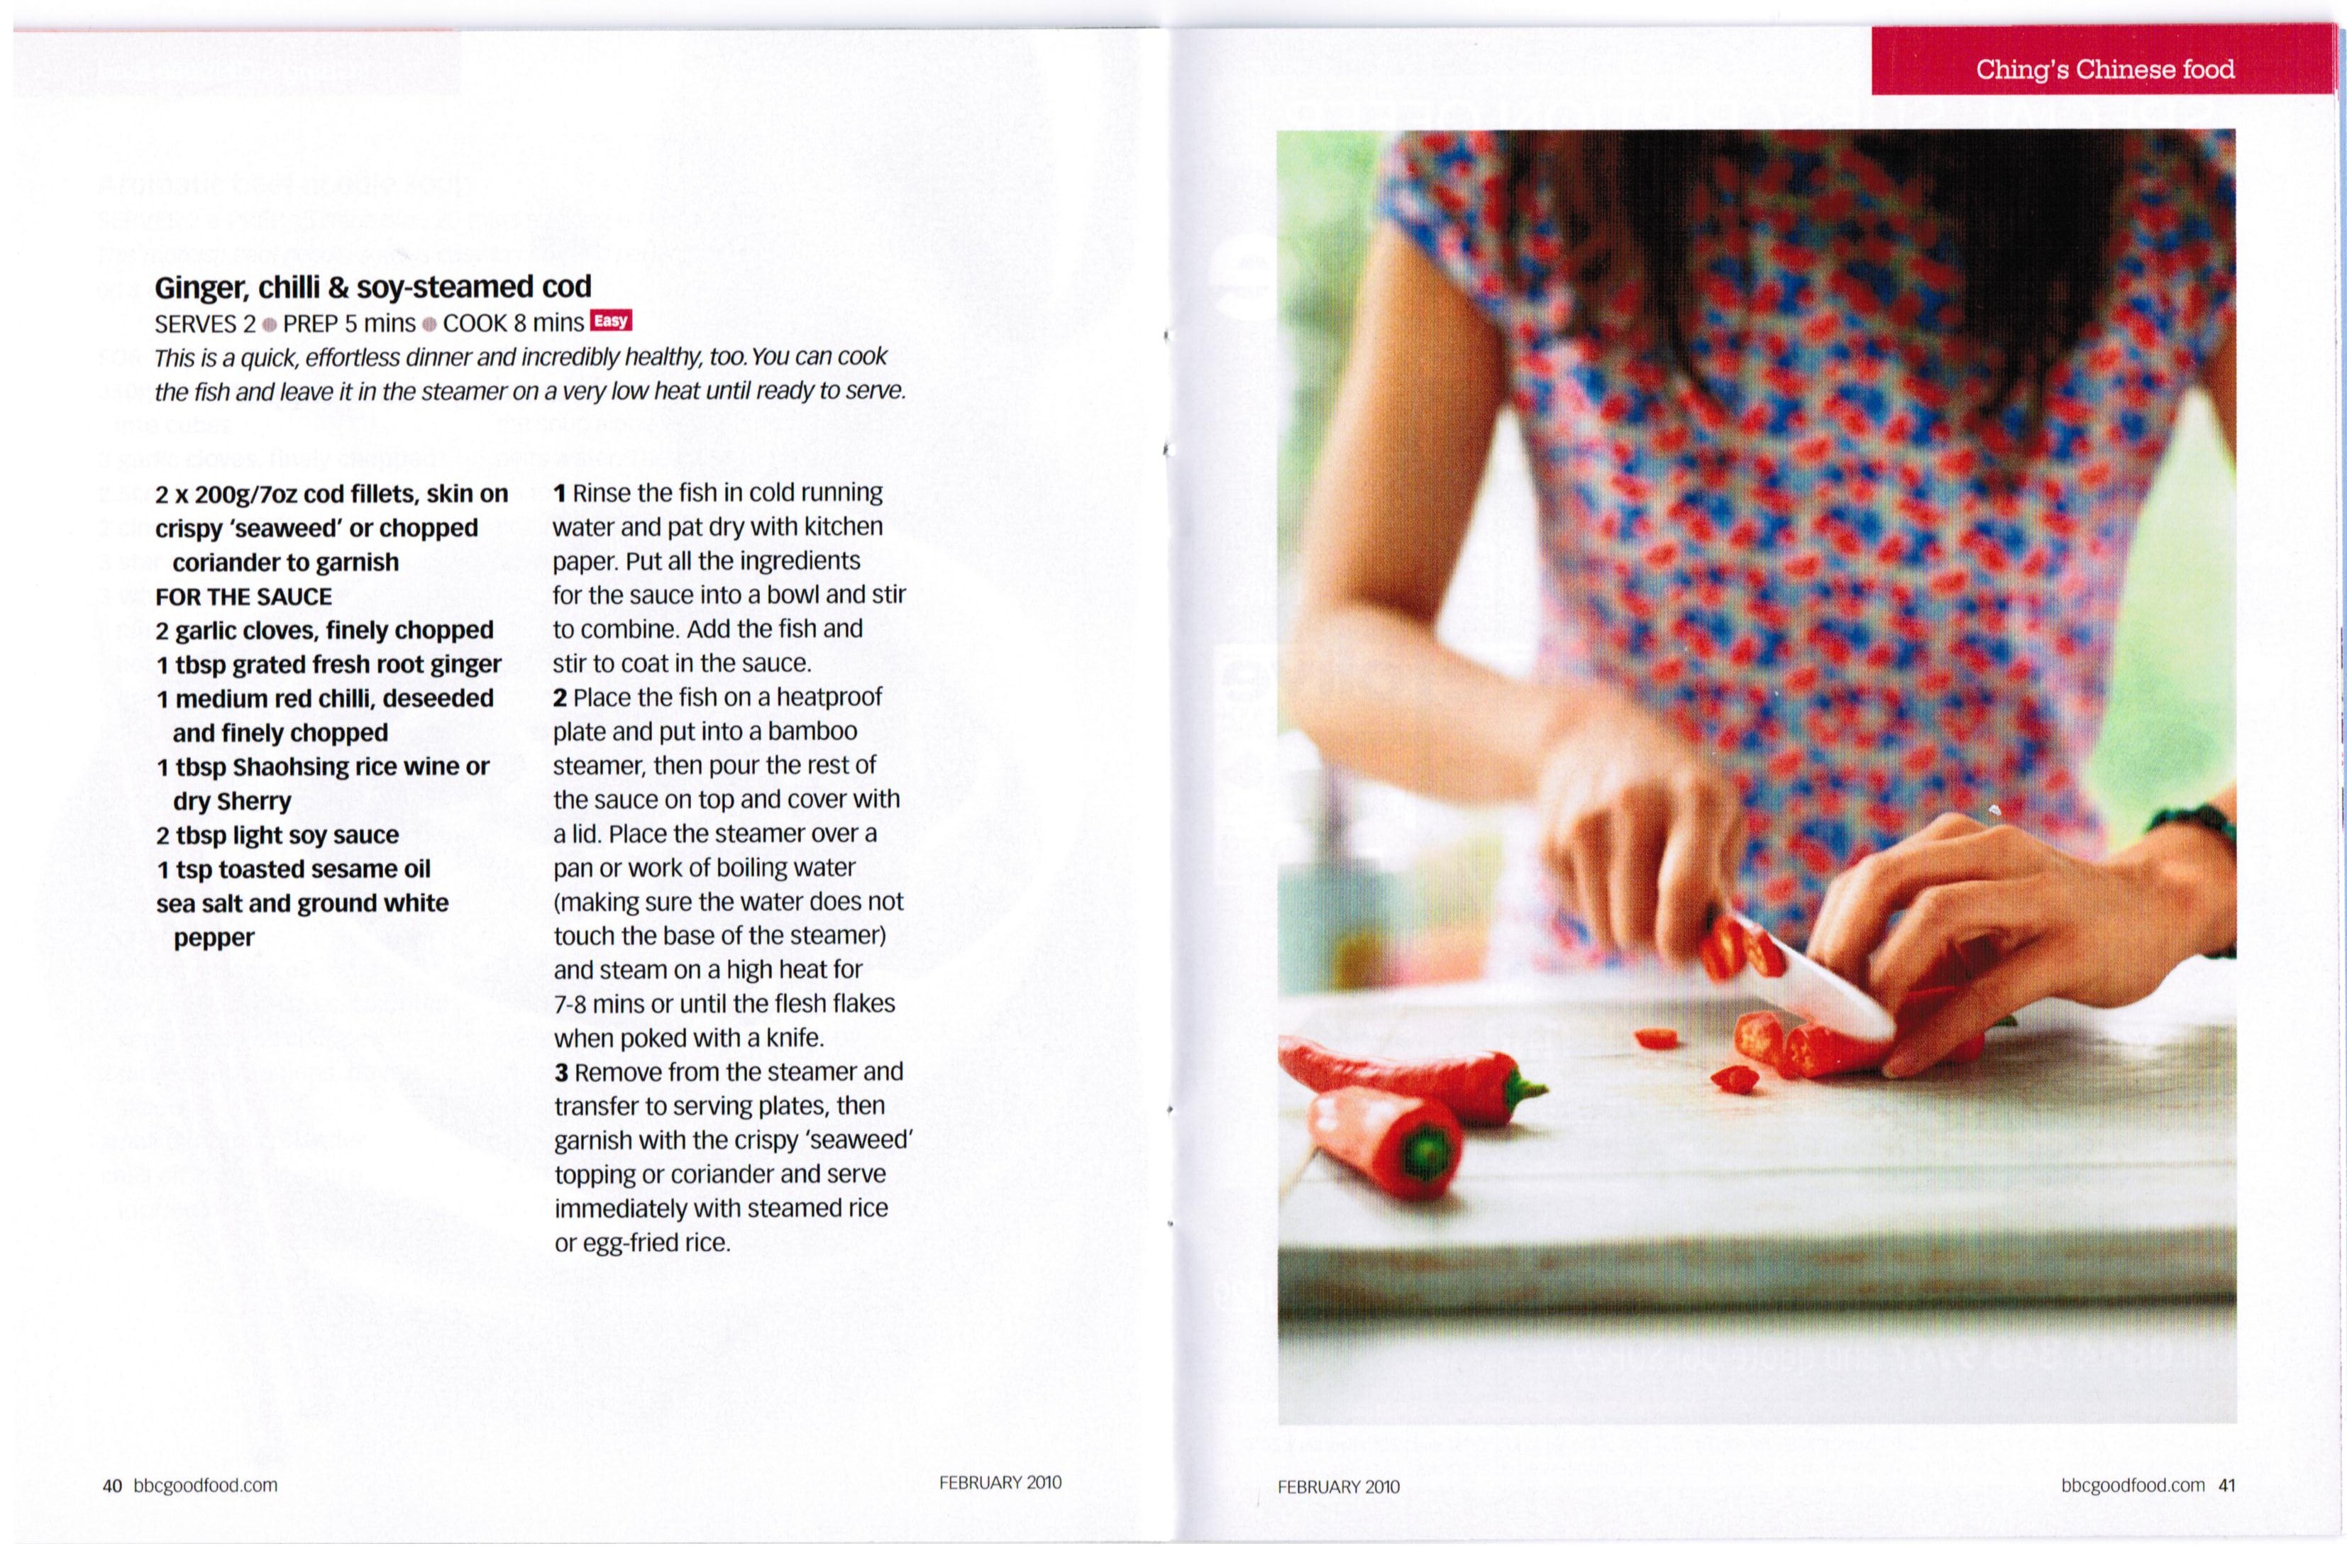 Ginger, chilli & soy-steamed cod
SERVES 2 ● PREP 5 mins ● COOK 8 mins Easy
This is a quick, effortless dinner and incredibly healthy, too. You can cook
the fish and leave it in the steamer on a very low heat until ready to serve.
2 x 200g/7oz cod fillets, skin on
crispy ‘seaweed’ or chopped
coriander to garnish
FOR THE SAUCE
2 garlic cloves, finely chopped
1 tbsp grated fresh root ginger
1 medium red chilli, deseeded
and finely chopped
1 tbsp Shaohsing rice wine or
dry Sherry
2 tbsp light soy sauce
1 tsp toasted sesame oil
sea salt and ground white
pepper
1 Rinse the fish in cold running
water and pat dry with kitchen
paper. Put all the ingredients
for the sauce into a bowl and stir
to combine. Add the fish and
stir to coat in the sauce.
2 Place the fish on a heatproof
plate and put into a bamboo
steamer, then pour the rest of
the sauce on top and cover with
a lid. Place the steamer over a
pan or work of boiling water
(making sure the water does not
touch the base of the steamer)
and steam on a high heat for
7-8 mins or until the flesh flakes
when poked with a knife.
3 Remove from the steamer and
transfer to serving plates, then
garnish with the crispy ‘seaweed’
topping or coriander and serve
immediately with steamed rice
or egg-fried rice.
40 bbcgoodfood.com
FEBRUARY 2010
Ching’s Chinese food
FEBRUARY 2010
bbcgoodfood.com 41